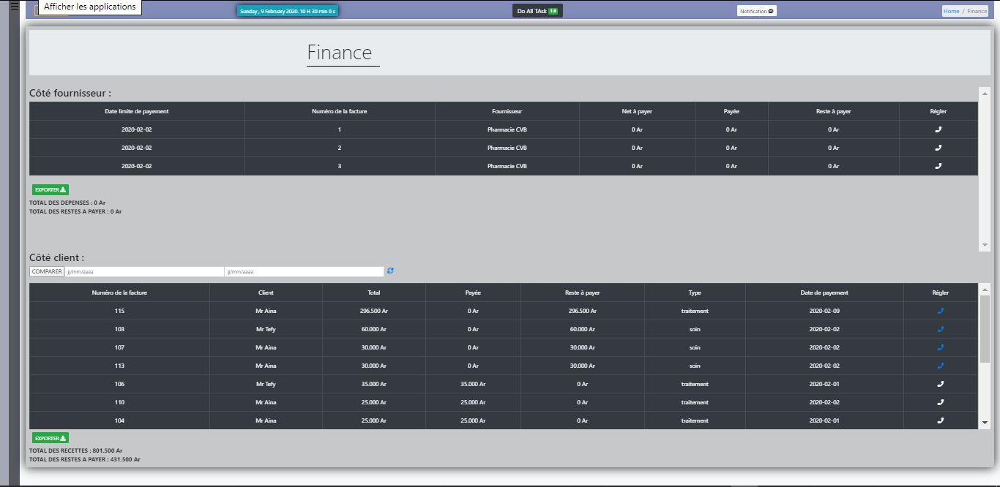 Afficher les applications
Sunday , 9 February 2020. 10 H 30 min 0 s
Do All TAsk 1.0
Notification
Home / Finance
Finance
Côté fournisseur :
Date limite de payement Numéro de la facture Fournisseur Net à payer Payée Reste à payer Régler
2020-02-02 1 Pharmacie CVB 0 Ar 0 Ar 0 Ar
2020-02-02 2 Pharmacie CVB 0 Ar 0 Ar 0 Ar
2020-02-02 3 Pharmacie CVB 0 Ar 0 Ar 0 Ar
EXPORTER
TOTAL DES DEPENSES : 0 Ar
TOTAL DES RESTES A PAYER : 0 Ar
Côté client :
COMPARER jj/mm/aaaa jj/mm/aaaa
Numéro de la facture Client Total Payée Reste à payer Type Date de payement Régler
115 Mr Aina 296.500 Ar 0 Ar 296.500 Ar traitement 2020-02-09
103 Mr Tefy 60.000 Ar 0 Ar 60.000 Ar soin 2020-02-02
107 Mr Aina 30.000 Ar 0 Ar 30.000 Ar soin 2020-02-02
113 Mr Aina 30.000 Ar 0 Ar 30.000 Ar soin 2020-02-02
106 Mr Tefy 35.000 Ar 35.000 Ar 0 Ar traitement 2020-02-01
110 Mr Aina 25.000 Ar 25.000 Ar 0 Ar traitement 2020-02-02
104 Mr Aina 25.000 Ar 25.000 Ar 0 Ar traitement 2020-02-01
EXPORTER
TOTAL DES RECETTES : 801.500 Ar
TOTAL DES RESTES A PAYER : 431.500 Ar